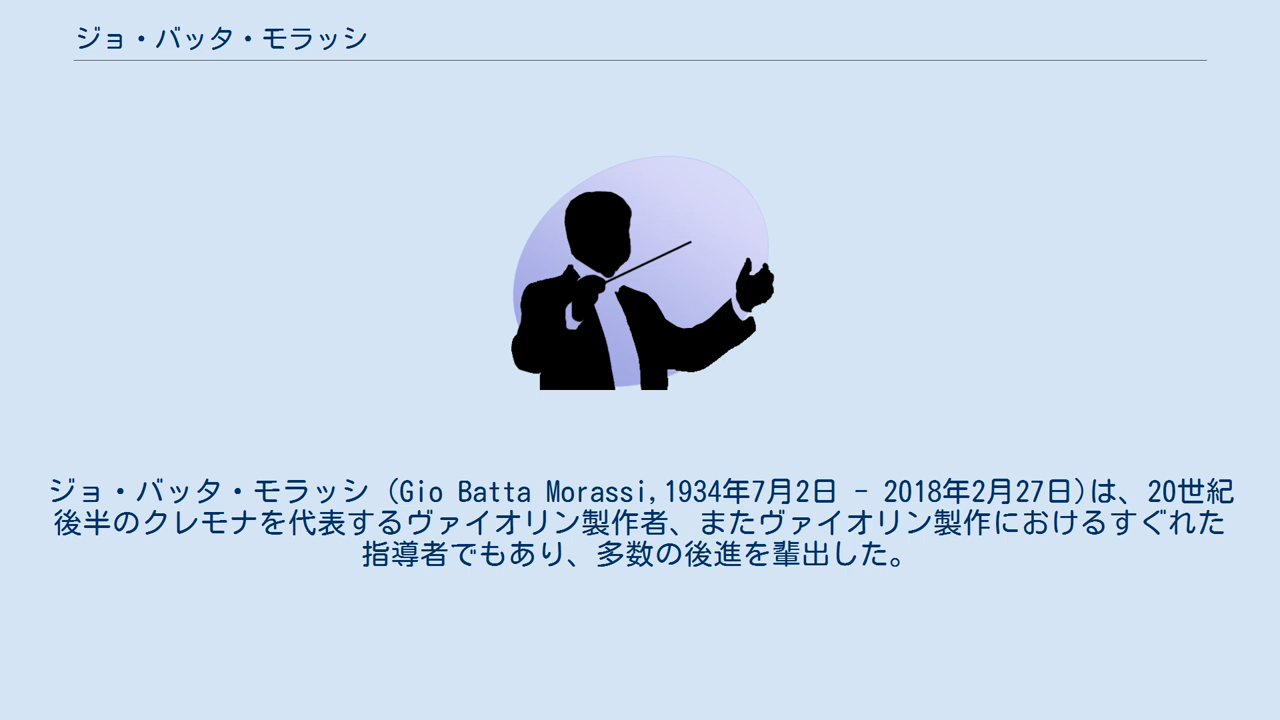 ジョ・バッタ・モラッシ
ジョ・バッタ・モラッシ (Gio Batta Morassi,1934年7月2日 - 2018年2月27日)は、20世紀
後半のクレモナを代表するヴァイオリン製作者、またヴァイオリン製作におけるすぐれた
指導者でもあり、多数の後進を輩出した。